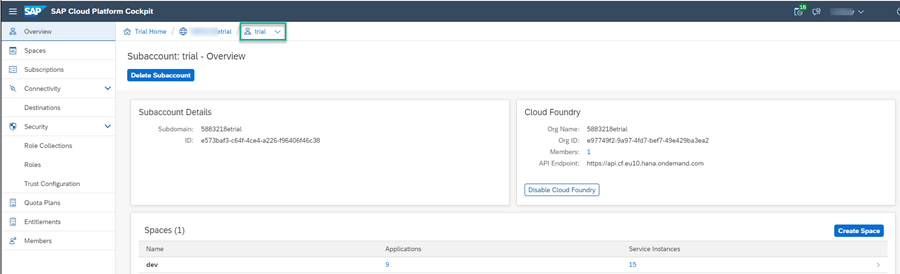 SAP SAP Cloud Platform Cockpit 18
Overview
Spaces
Subscriptions
Connectivity
Destinations
Security
Role Collections
Roles
Trust Configuration
Quota Plans
Entitlements
Members
Trial Home / etrial / trial
Subaccount: trial - Overview
Delete Subaccount
Subaccount Details
Subdomain: 5883218etrial
ID: e573baf3-c64f-4ce4-a226-f96406f46c38
Cloud Foundry
Org Name: 5883218etrial
Org ID: e97749f2-9a97-4fd7-bef7-49e429ba3ea2
Members: 1
API Endpoint: https://api.cf.eu10.hana.ondemand.com
Disable Cloud Foundry
Spaces (1)
Create Space
Name Applications Service Instances
dev 9 15